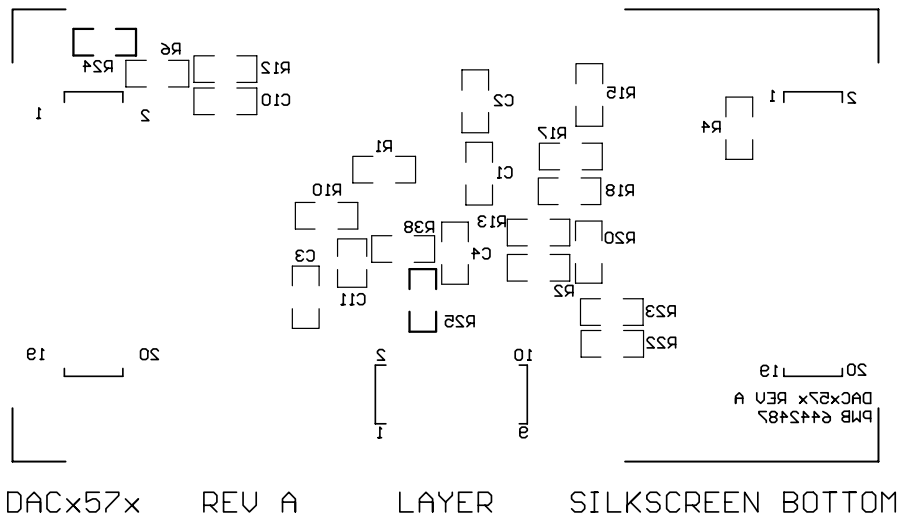 R24
R6
R12
C10
1
2
C2
R15
R4
1
2
R1
C1
R17
R18
R10
R38
R13
C4
R20
C3
C11
R2
R25
R23
R22
19
20
2
10
19
20
1
9
DACx57x REV A
PWB 6442487
DACx57x REV A LAYER SILKSCREEN BOTTOM